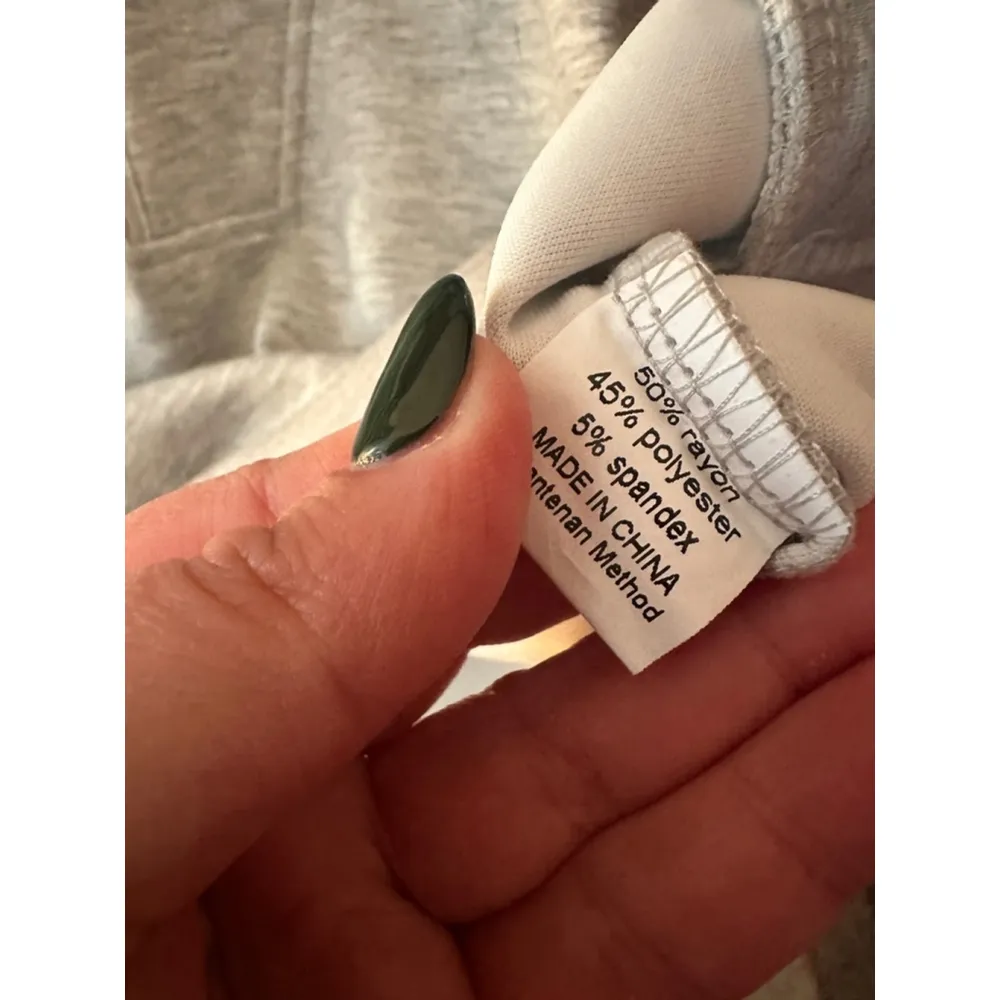 50% rayon
45% polyester
5% spandex
MADE IN CHINA
Method